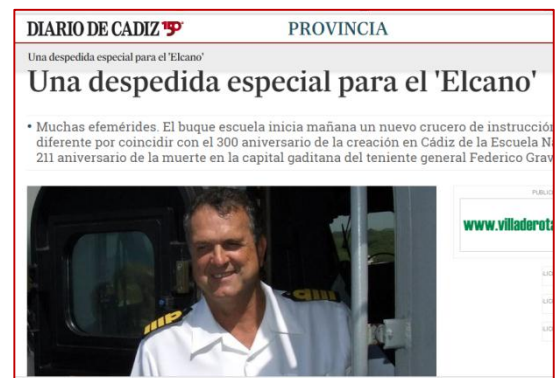 DIARIO DE CADIZ 150
PROVINCIA
Una despedida especial para el 'Elcano'
Una despedida especial para el 'Elcano'
• Muchas efemérides. El buque escuela inicia mañana un nuevo crucero de instrucción
diferente por coincidir con el 300 aniversario de la creación en Cádiz de la Escuela
211 aniversario de la muerte en la capital gaditana del teniente general Federico
www.villaderota